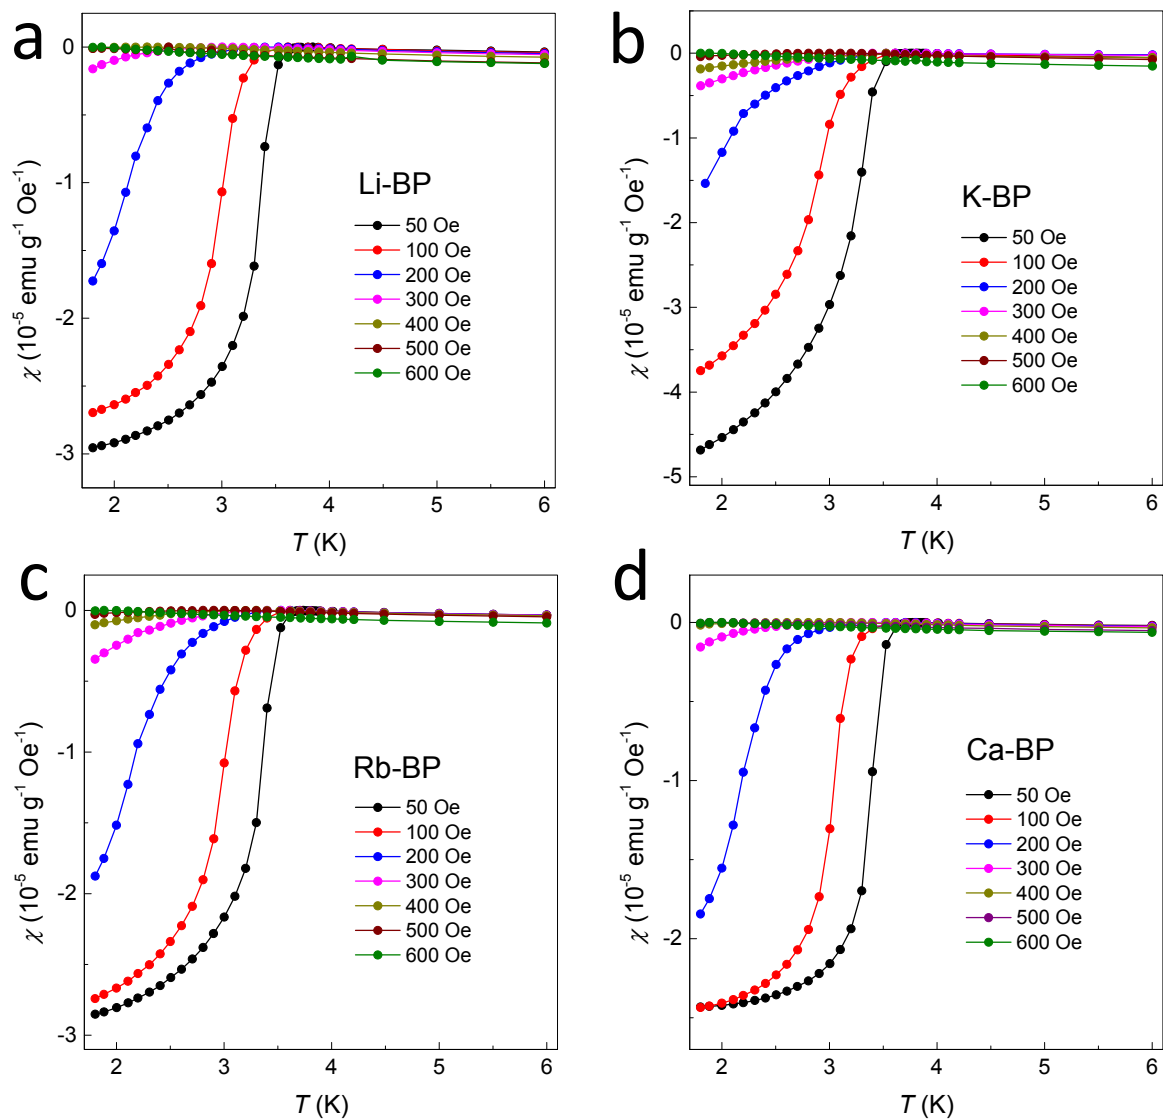 a
0
-1
-2
-3
χ (10⁻⁵ emu g⁻¹ Oe⁻¹)
Li-BP
50 Oe
100 Oe
200 Oe
300 Oe
400 Oe
500 Oe
600 Oe
2 3 4 5 6
T (K)
b
0
-1
-2
-3
-4
-5
χ (10⁻⁵ emu g⁻¹ Oe⁻¹)
K-BP
50 Oe
100 Oe
200 Oe
300 Oe
400 Oe
500 Oe
600 Oe
2 3 4 5 6
T (K)
c
0
-1
-2
-3
χ (10⁻⁵ emu g⁻¹ Oe⁻¹)
Rb-BP
50 Oe
100 Oe
200 Oe
300 Oe
400 Oe
500 Oe
600 Oe
2 3 4 5 6
T (K)
d
0
-1
-2
χ (10⁻⁵ emu g⁻¹ Oe⁻¹)
Ca-BP
50 Oe
100 Oe
200 Oe
300 Oe
400 Oe
500 Oe
600 Oe
2 3 4 5 6
T (K)